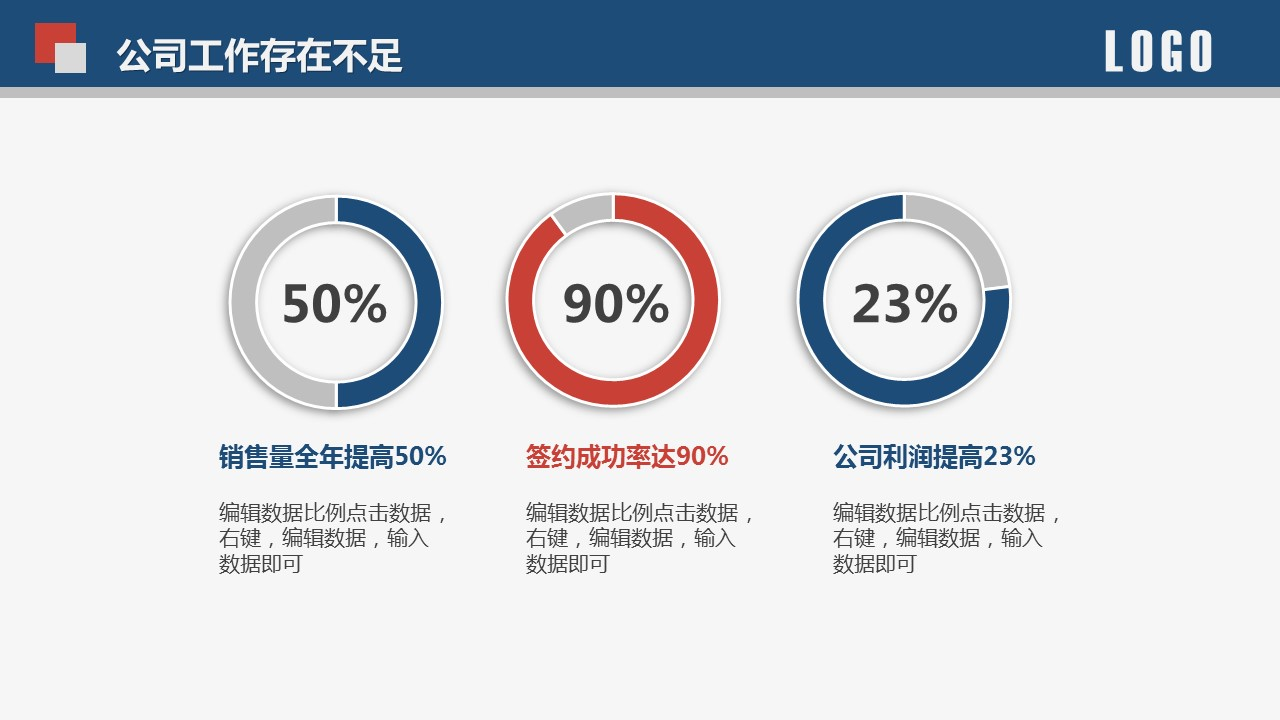 公司工作存在不足
LOGO
50%
90%
23%
销售量全年提高50%
编辑数据比例点击数据，
右键，编辑数据，输入
数据即可
签约成功率达90%
编辑数据比例点击数据，
右键，编辑数据，输入
数据即可
公司利润提高23%
编辑数据比例点击数据，
右键，编辑数据，输入
数据即可